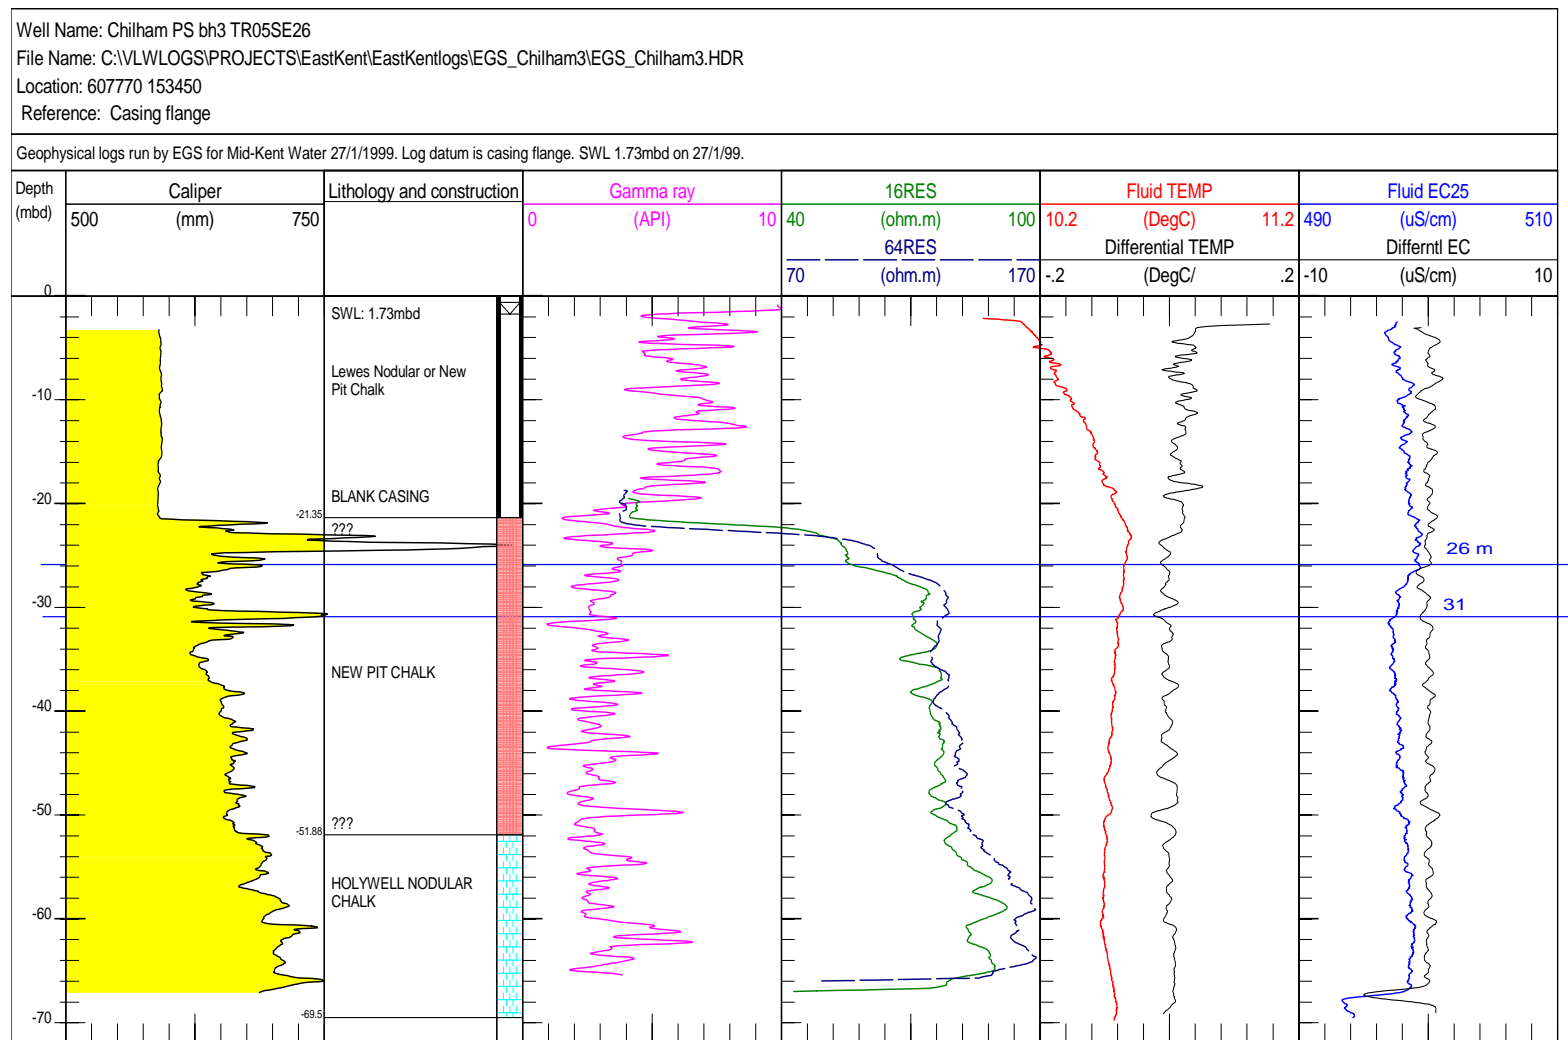 Well Name: Chilham PS bh3 TR05SE26
File Name: C:\VLWLOGS\PROJECTS\EastKent\EastKentlogs\EGS_Chilham3\EGS_Chilham3.HDR
Location: 607770 153450
Reference: Casing flange
Geophysical logs run by EGS for Mid-Kent Water 27/1/1999. Log datum is casing flange. SWL 1.73mbd on 27/1/99.
Depth
(mbd)
Caliper
500 (mm) 750
Lithology and construction
Gamma ray
0 (API) 10
16RES
40 (ohm.m) 100
64RES
70 (ohm.m) 170
Fluid TEMP
10.2 (DegC) 11.2
Differential TEMP
-.2 (DegC/ .2
Fluid EC25
490 (uS/cm) 510
Differntl EC
-10 (uS/cm) 10
0
SWL: 1.73mbd
Lewes Nodular or New
Pit Chalk
-10
BLANK CASING
-20
-21.35
???
26 m
-30
31
NEW PIT CHALK
-40
-50
???
-51.88
HOLYWELL NODULAR
CHALK
-60
-69.5
-70